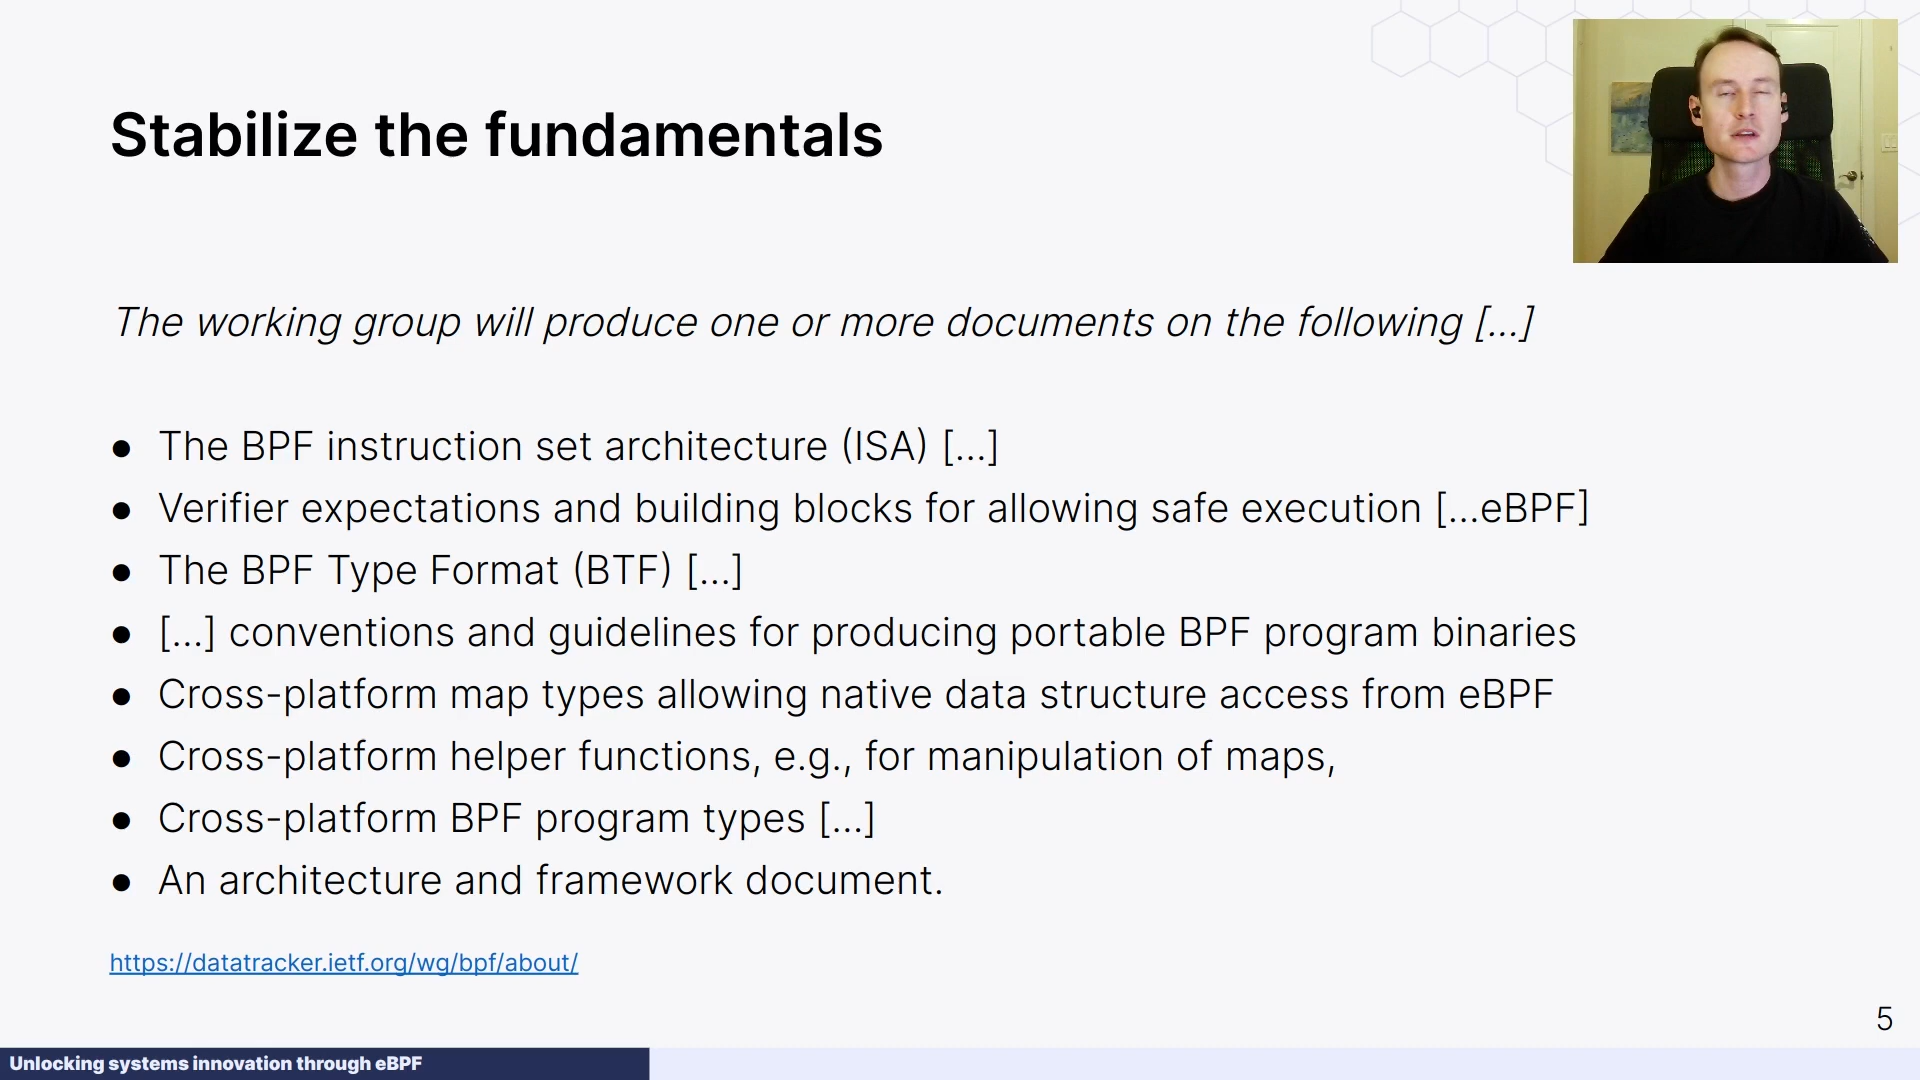 Stabilize the fundamentals
The working group will produce one or more documents on the following [...]
● The BPF instruction set architecture (ISA) [...]
● Verifier expectations and building blocks for allowing safe execution [...eBPF]
● The BPF Type Format (BTF) [...]
● [...] conventions and guidelines for producing portable BPF program binaries
● Cross-platform map types allowing native data structure access from eBPF
● Cross-platform helper functions, e.g., for manipulation of maps,
● Cross-platform BPF program types [...]
● An architecture and framework document.
https://datatracker.ietf.org/wg/bpf/about/
5
Unlocking systems innovation through eBPF